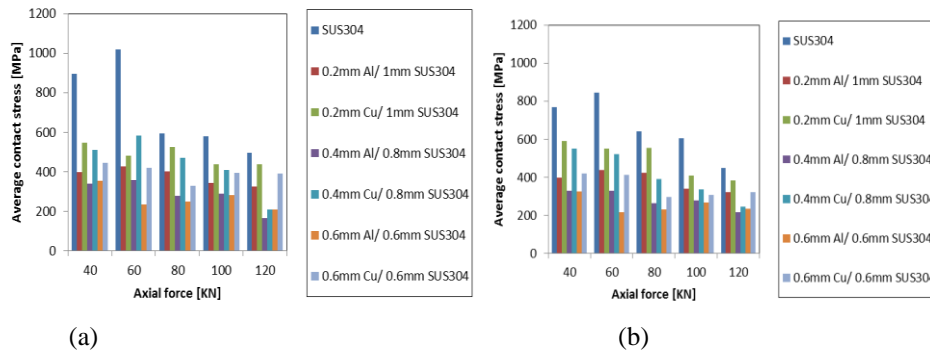 Average contact stress [MPa]
1200
1000
800
600
400
200
0
40 60 80 100 120
Axial force [KN]
SUS304
0.2mm Al/ 1mm SUS304
0.2mm Cu/ 1mm SUS304
0.4mm Al/ 0.8mm SUS304
0.4mm Cu/ 0.8mm SUS304
0.6mm Al/ 0.6mm SUS304
0.6mm Cu/ 0.6mm SUS304
(a)
Average contact stress [MPa]
1200
1000
800
600
400
200
0
40 60 80 100 120
Axial force [KN]
SUS304
0.2mm Al/ 1mm SUS304
0.2mm Cu/ 1mm SUS304
0.4mm Al/ 0.8mm SUS304
0.4mm Cu/ 0.8mm SUS304
0.6mm Al/ 0.6mm SUS304
0.6mm Cu/ 0.6mm SUS304
(b)